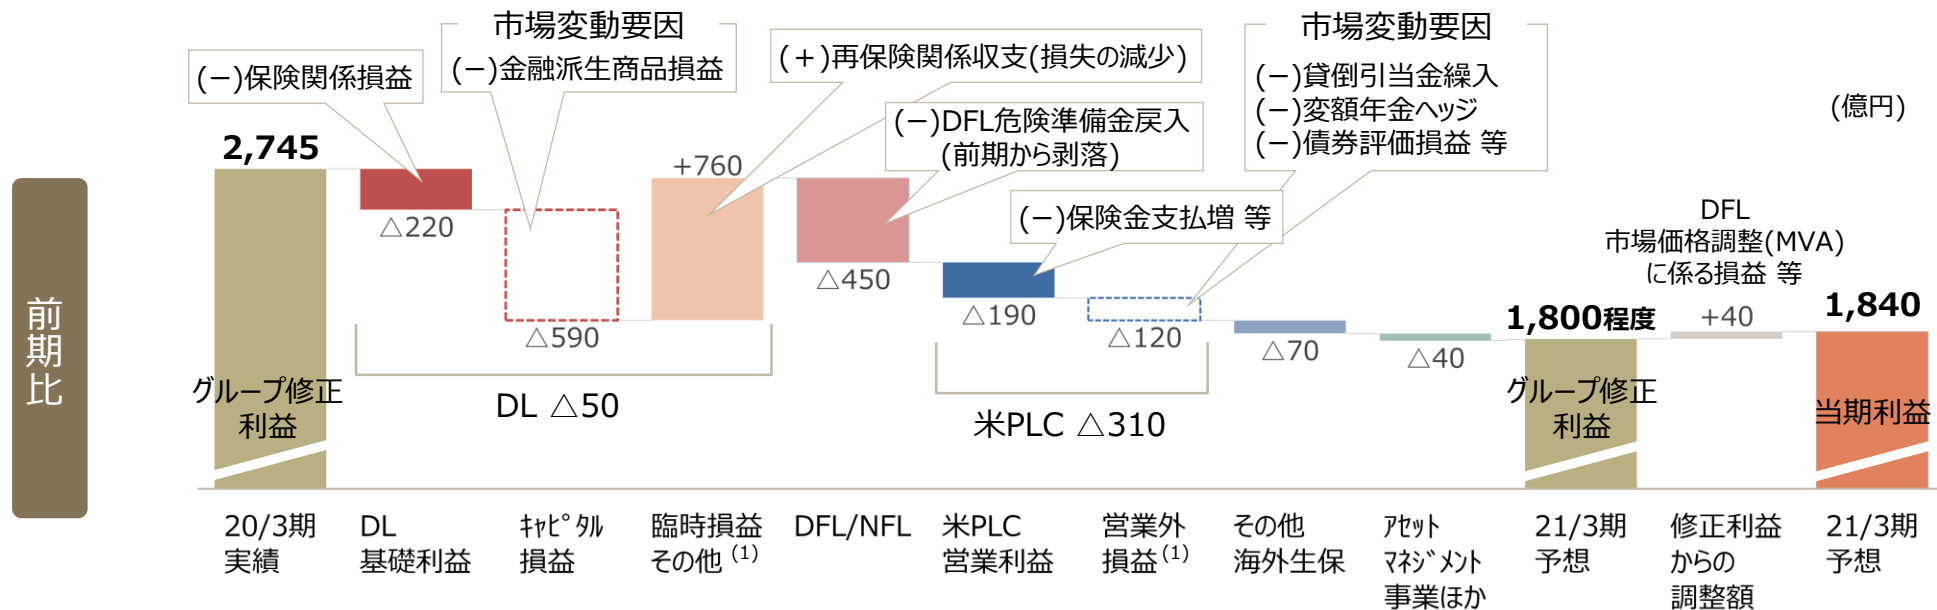 市場変動要因
(－)金融派生商品損益
(－)保険関係損益
(＋)再保険関係収支(損失の減少)
(－)DFL危険準備金戻入
(前期から剥落)
市場変動要因
(－)貸倒引当金繰入
(－)変額年金ヘッジ
(－)債券評価損益 等
(－)保険金支払増 等
(億円)
前期比
2,745
△220
△590
+760
△450
△190
△120
△70
△40
1,800程度
DFL
市場価格調整(MVA)
に係る損益 等
+40
1,840
グループ修正
利益
DL △50
米PLC △310
グループ修正
利益
当期利益
20/3期
実績
DL
基礎利益
ｷｬﾋﾟﾀﾙ
損益
臨時損益
その他 (1)
DFL/NFL
米PLC
営業利益
営業外
損益 (1)
その他
海外生保
ｱｾｯﾄ
ﾏﾈｼﾞﾒﾝﾄ
事業ほか
21/3期
予想
修正利益
からの
調整額
21/3期
予想